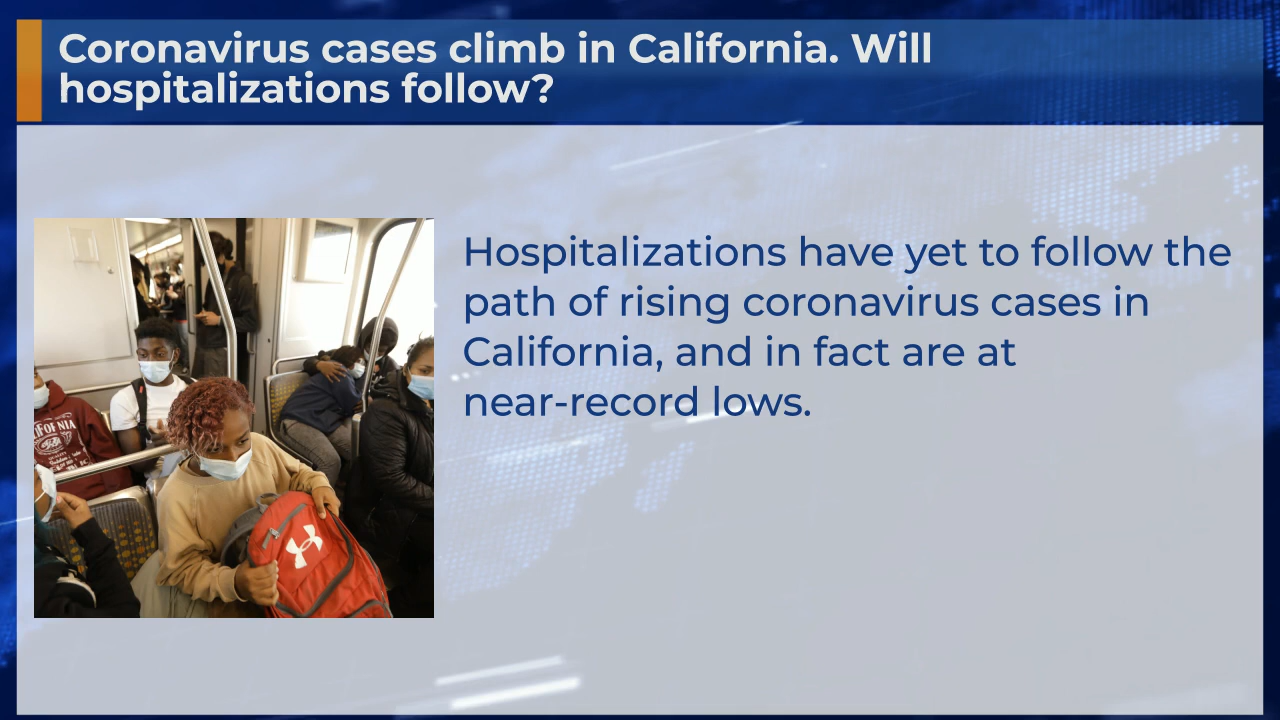 Coronavirus cases climb in California. Will
hospitalizations follow?
Hospitalizations have yet to follow the
path of rising coronavirus cases in
California, and in fact are at
near-record lows.